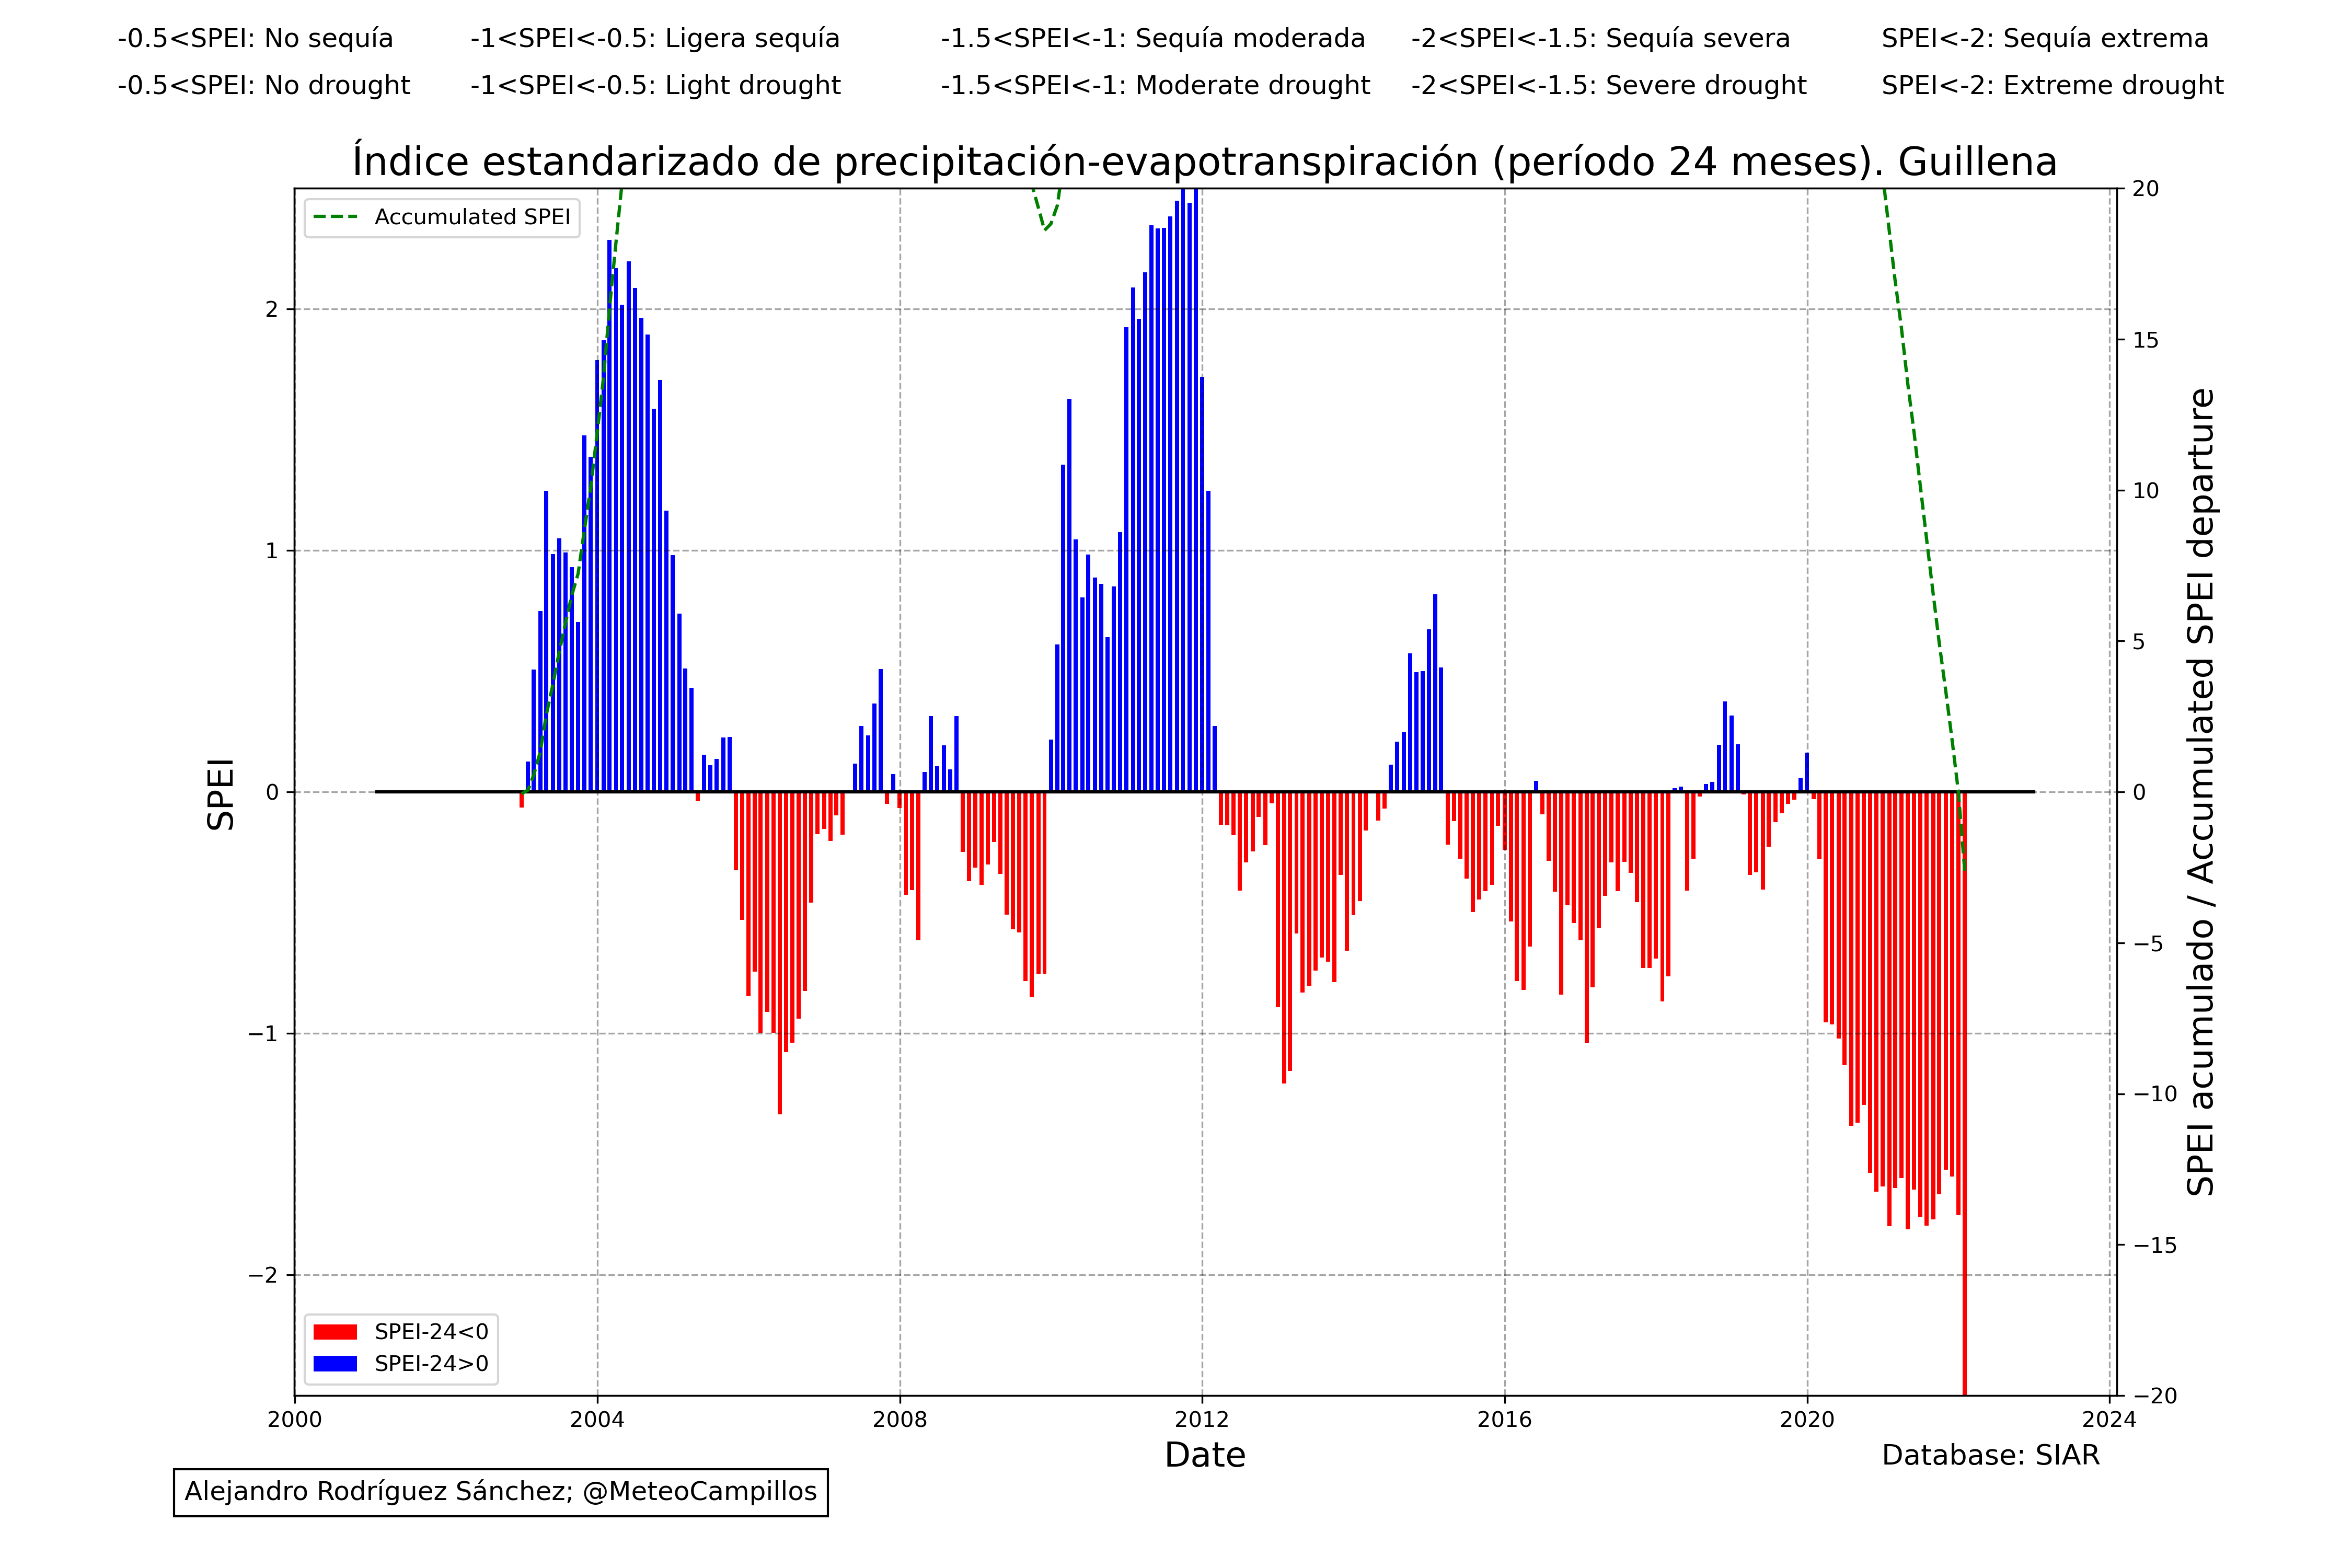 -0.5<SPEI: No sequía -1<SPEI<-0.5: Ligera sequía -1.5<SPEI<-1: Sequía moderada -2<SPEI<-1.5: Sequía severa SPEI<-2: Sequía extrema
-0.5<SPEI: No drought -1<SPEI<-0.5: Light drought -1.5<SPEI<-1: Moderate drought -2<SPEI<-1.5: Severe drought SPEI<-2: Extreme drought
Índice estandarizado de precipitación-evapotranspiración (período 24 meses). Guillena
Accumulated SPEI
2
1
0
−1
−2
SPEI
20
15
10
5
0
−5
−10
−15
−20
SPEI acumulado / Accumulated SPEI departure
SPEI-24<0
SPEI-24>0
2000 2004 2008 2012 2016 2020 2024
Date
Database: SIAR
Alejandro Rodríguez Sánchez; @MeteoCampillos